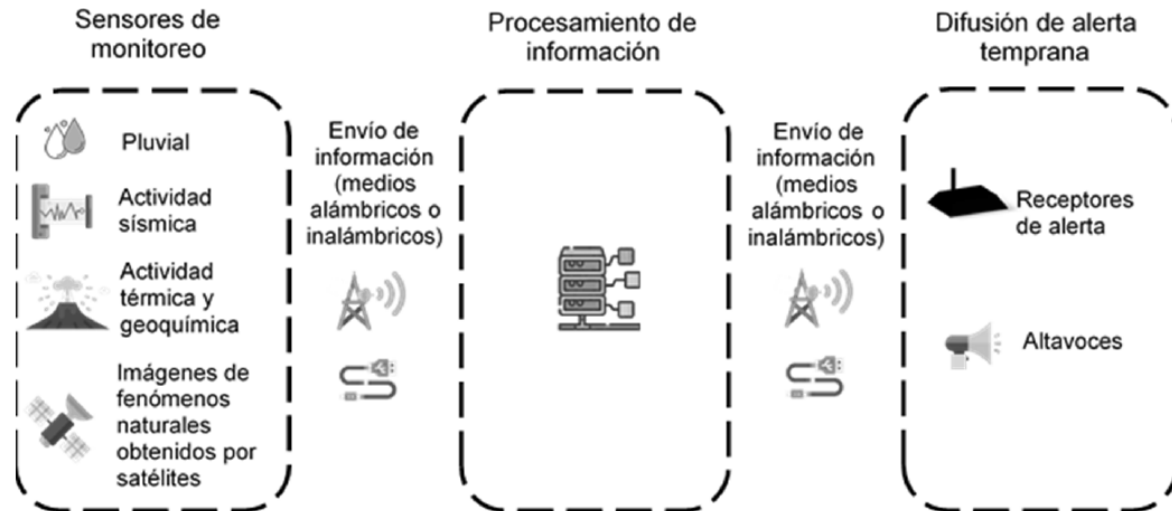 Sensores de
monitoreo
Pluvial
Actividad
sísmica
Actividad
térmica y
geoquímica
Imágenes de
fenómenos
naturales
obtenidos por
satélites
Envío de
información
(medios
alámbricos o
inalámbricos)
Procesamiento de
información
Envío de
información
(medios
alámbricos o
inalámbricos)
Difusión de alerta
temprana
Receptores
de alerta
Altavoces